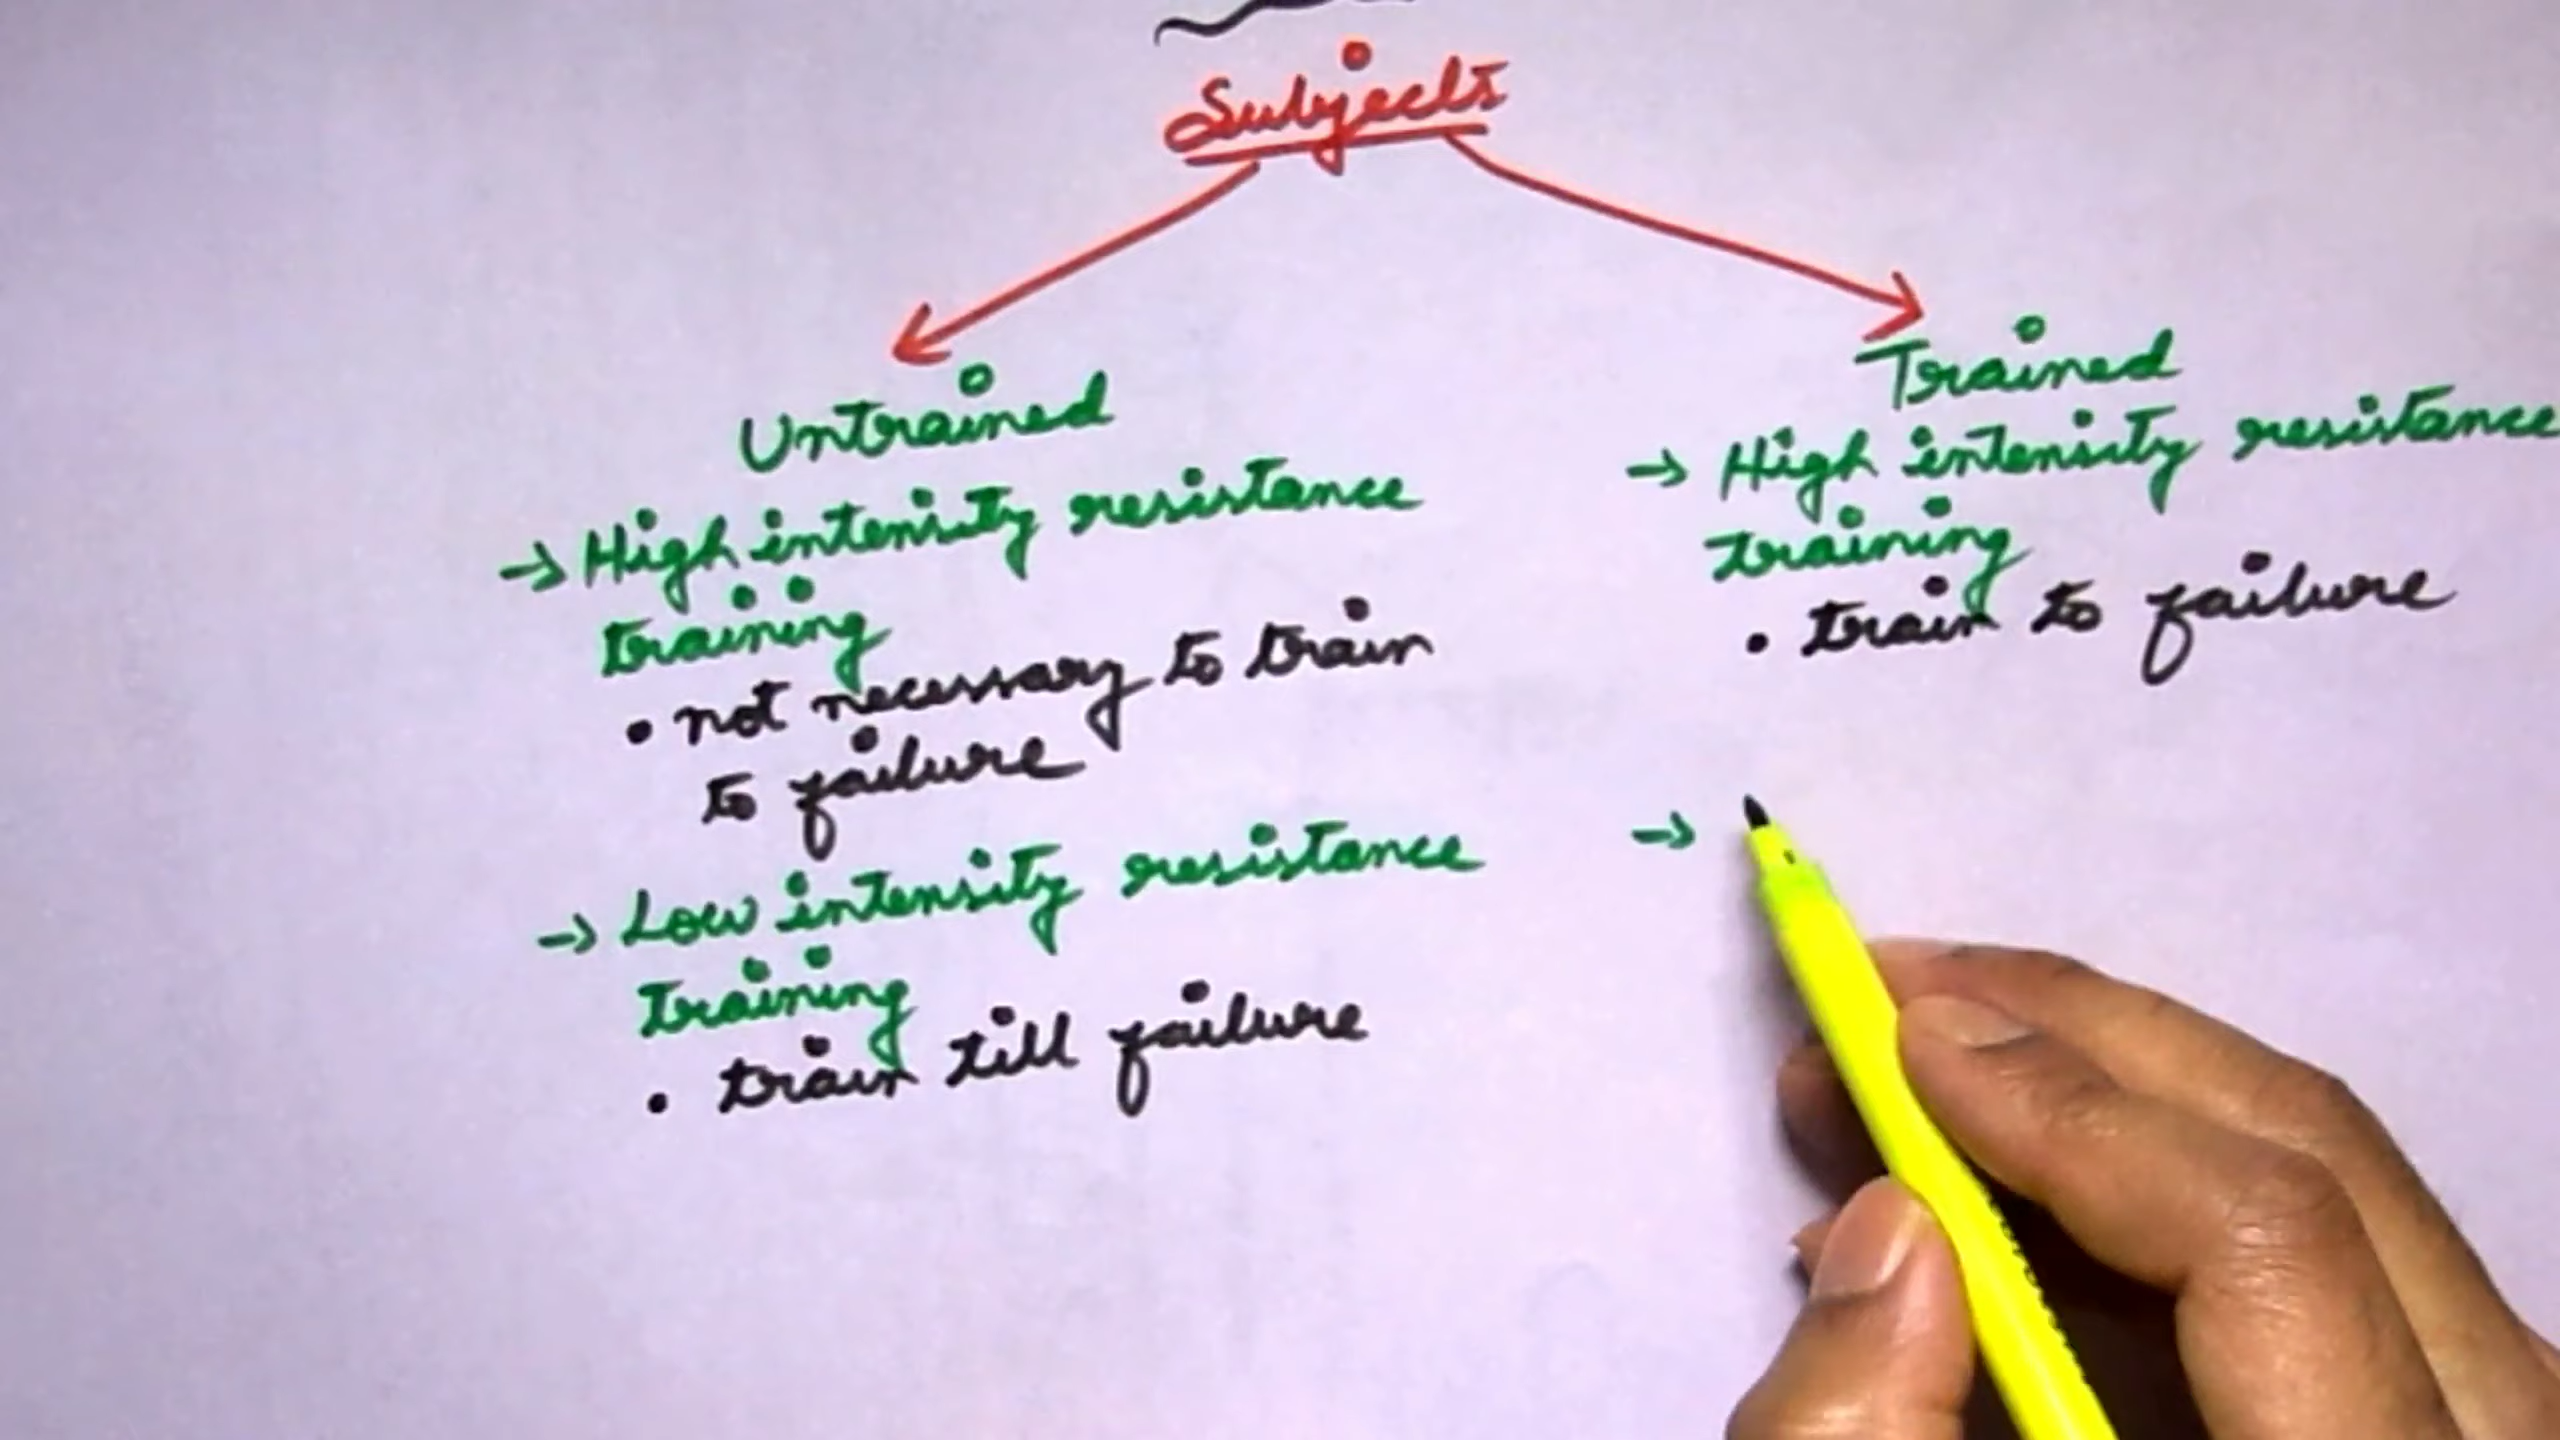 Subjects
Untrained
→ High intensity resistance
training
• not necessary to train
to failure
→ Low intensity resistance
training
• train till failure
Trained
→ High intensity resistance
training
• train to failure
→